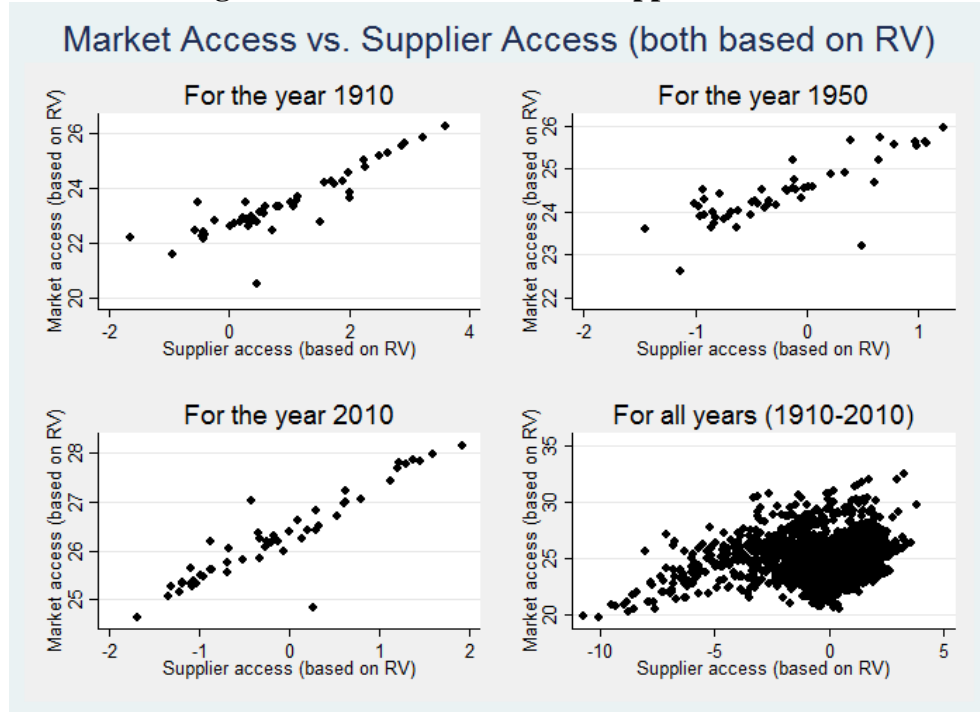 Market Access vs. Supplier Access (both based on RV)
For the year 1910
Market access (based on RV)
26
24
22
20
-2 0 2 4
Supplier access (based on RV)
For the year 1950
Market access (based on RV)
26
25
24
23
22
-2 -1 0 1
Supplier access (based on RV)
For the year 2010
Market access (based on RV)
28
27
26
25
-2 -1 0 1 2
Supplier access (based on RV)
For all years (1910-2010)
Market access (based on RV)
35
30
25
20
-10 -5 0 5
Supplier access (based on RV)